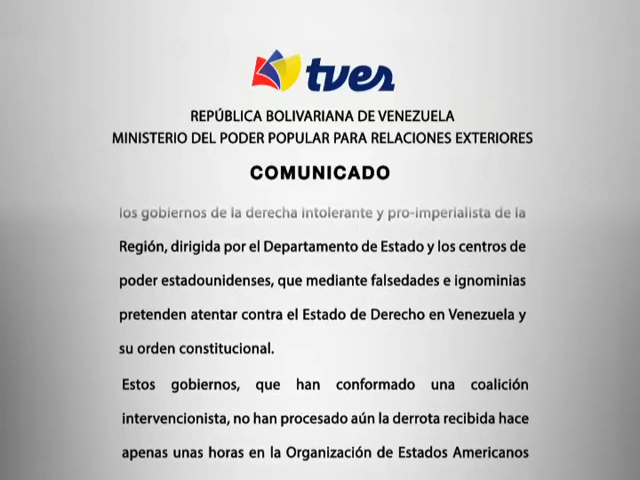 tves
REPÚBLICA BOLIVARIANA DE VENEZUELA
MINISTERIO DEL PODER POPULAR PARA RELACIONES EXTERIORES
COMUNICADO
los gobiernos de la derecha intolerante y pro-imperialista de la
Región, dirigida por el Departamento de Estado y los centros de
poder estadounidenses, que mediante falsedades e ignominias
pretenden atentar contra el Estado de Derecho en Venezuela y
su orden constitucional.
Estos gobiernos, que han conformado una coalición
intervencionista, no han procesado aún la derrota recibida hace
apenas unas horas en la Organización de Estados Americanos